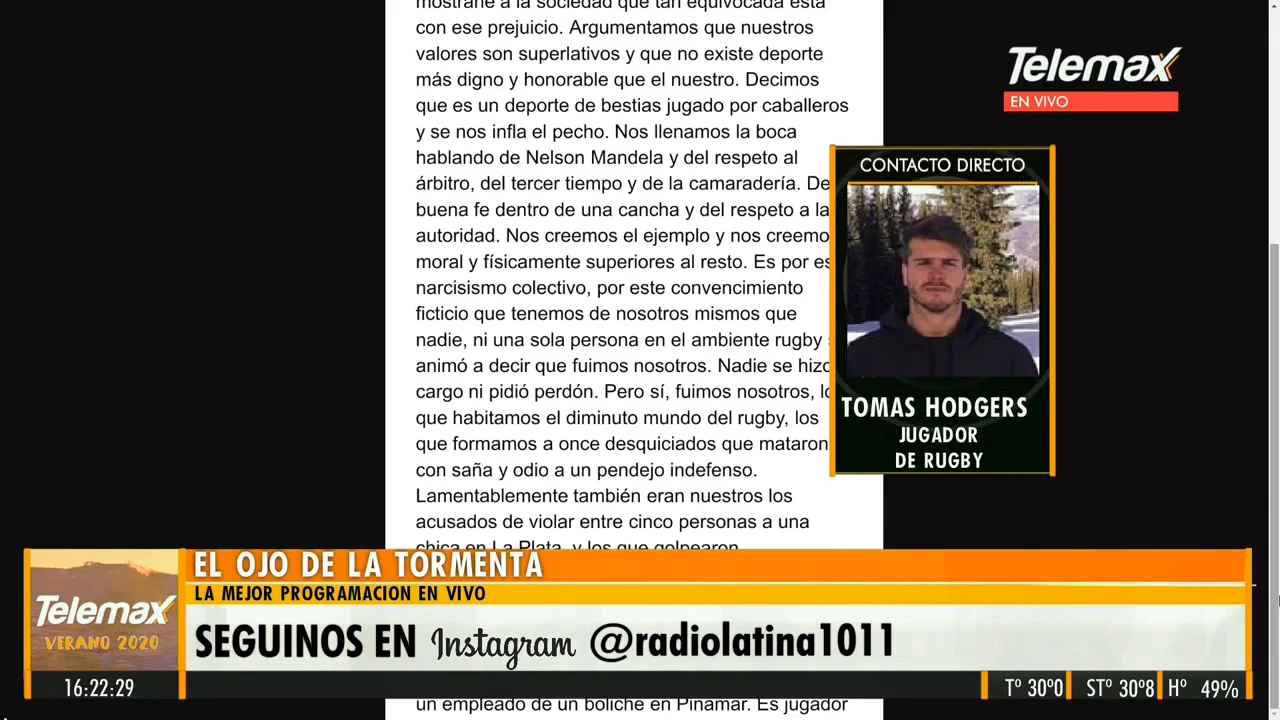 mostrarle a la sociedad que tan equivocada está
con ese prejuicio. Argumentamos que nuestros
valores son superlativos y que no existe deporte
más digno y honorable que el nuestro. Decimos
que es un deporte de bestias jugado por caballeros
y se nos infla el pecho. Nos llenamos la boca
hablando de Nelson Mandela y del respeto al
árbitro, del tercer tiempo y de la camaradería. De
buena fe dentro de una cancha y del respeto a la
autoridad. Nos creemos el ejemplo y nos creemo
moral y físicamente superiores al resto. Es por es
narcisismo colectivo, por este convencimiento
ficticio que tenemos de nosotros mismos que
nadie, ni una sola persona en el ambiente rugby
animó a decir que fuimos nosotros. Nadie se hizo
cargo ni pidió perdón. Pero sí, fuimos nosotros, lo
que habitamos el diminuto mundo del rugby, los
que formamos a once desquiciados que mataron
con saña y odio a un pendejo indefenso.
Lamentablemente también eran nuestros los
acusados de violar entre cinco personas a una
chica en La Plata, y los que golpearon
un empleado de un boliche en Pinamar. Es jugador
Telemax
EN VIVO
CONTACTO DIRECTO
TOMAS HODGERS
JUGADOR
DE RUGBY
EL OJO DE LA TORMENTA
LA MEJOR PROGRAMACION EN VIVO
SEGUINOS EN Instagram @radiolatina1011
Telemax
VERANO 2020
16:22:29
Tº 30º0 STº 30º8 Hº 49%